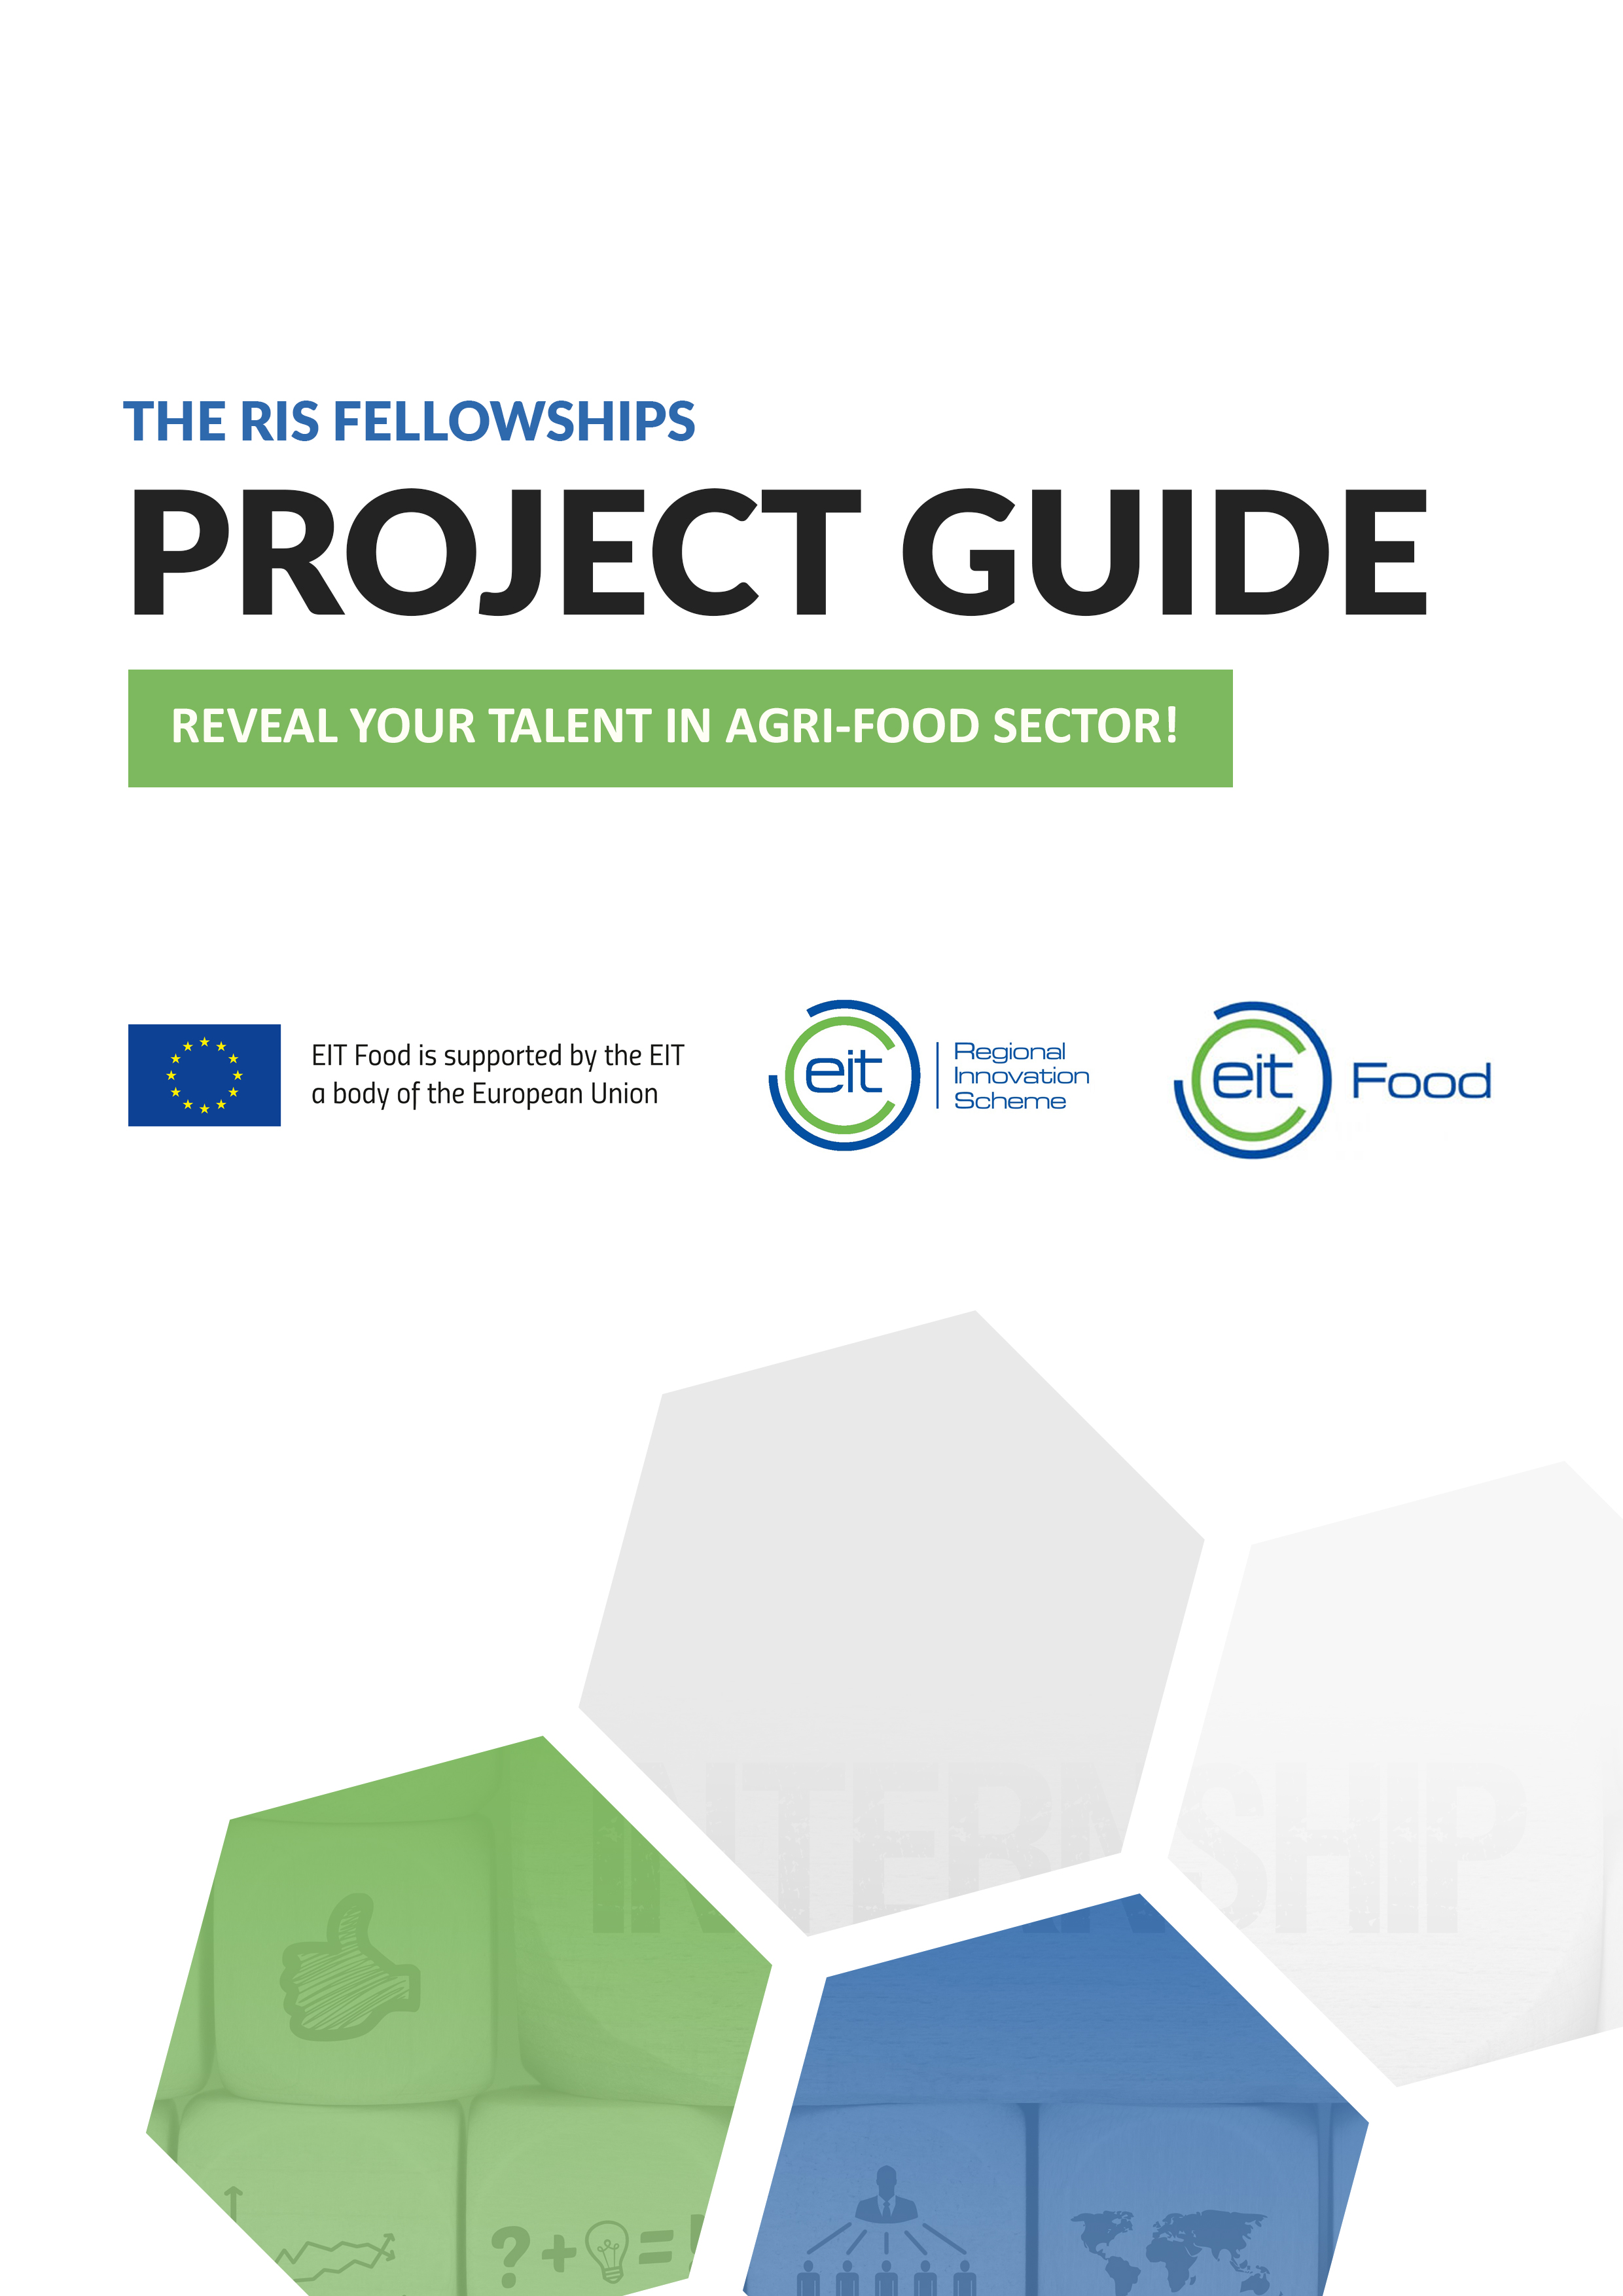 THE RIS FELLOWSHIPS
PROJECT GUIDE
REVEAL YOUR TALENT IN AGRI-FOOD SECTOR!
EIT Food is supported by the EIT
a body of the European Union
eit
Regional
Innovation
Scheme
eit Food
INTERNSHIP
? + =